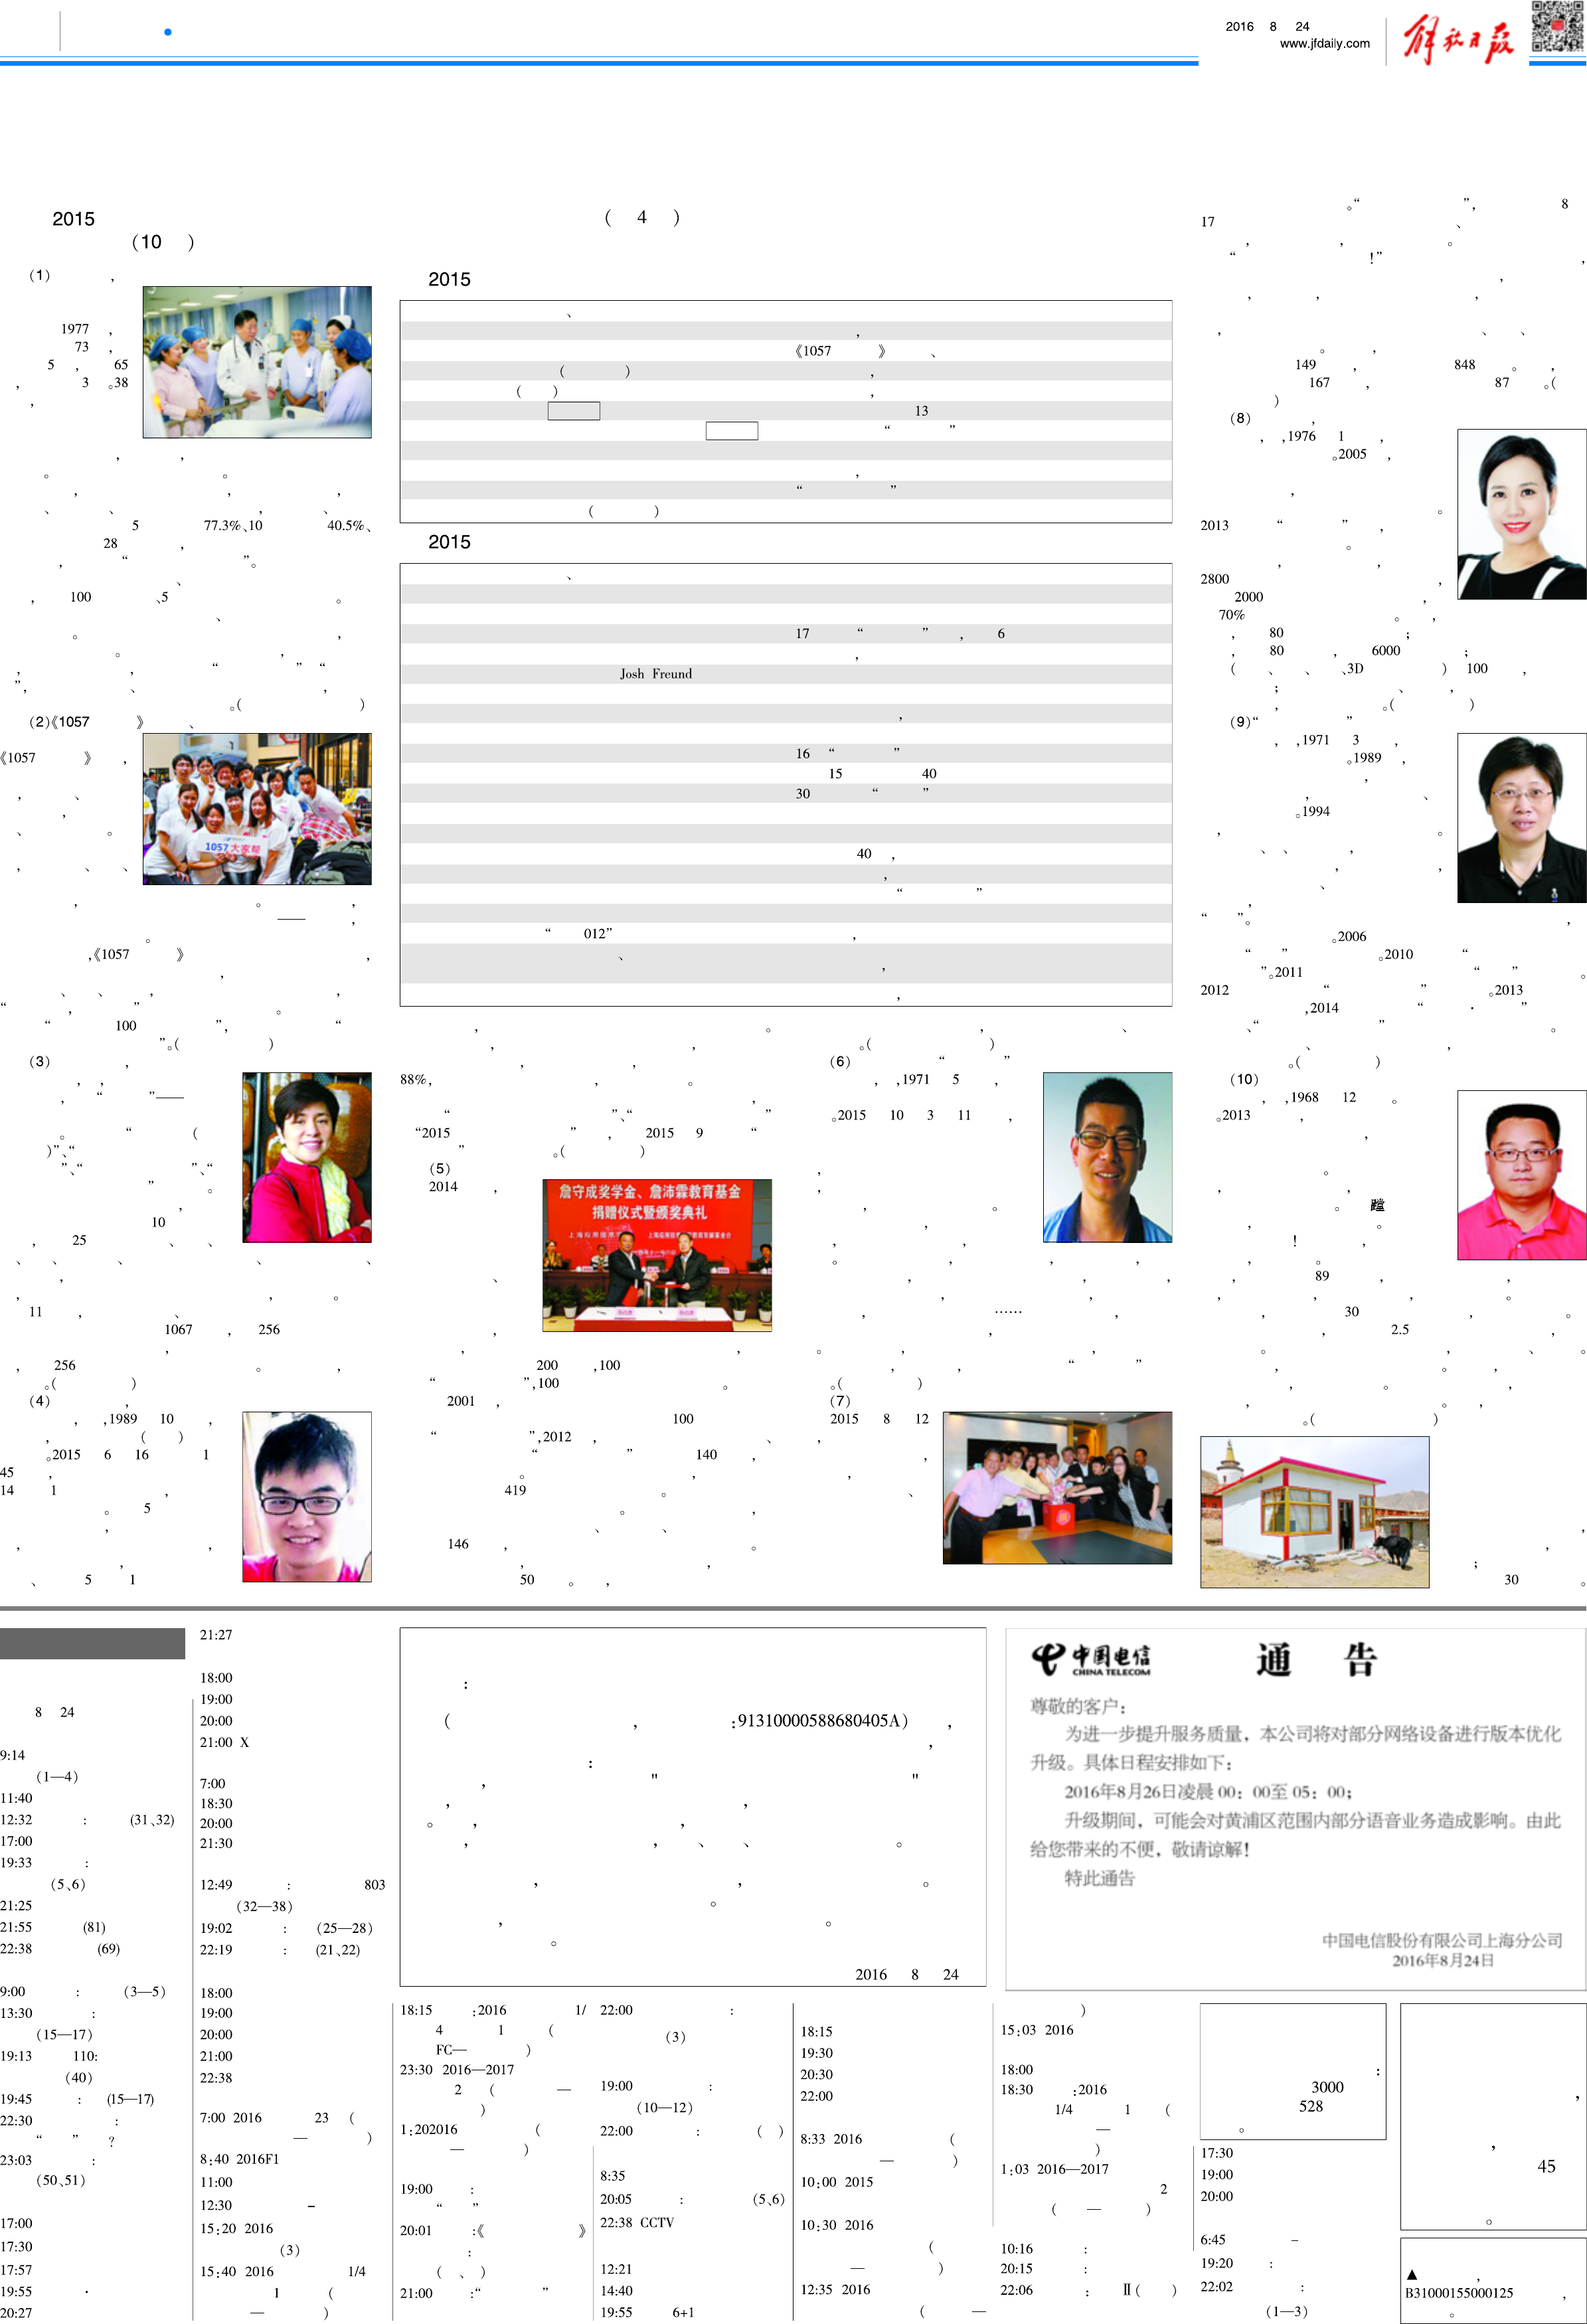 2016 8 24
www.jfdaily.com
解放日报
2015
(10 )
( 4 )
2015
(1) ,
1977 ,
73 ,
5 , 65
, 3 。38
5 77.3%、10 40.5%、
28 ,
, “ ”。
, 100 、5 。
(2)《1057 》 、
《1057 》 ,
1057 大家帮
,《1057 》 ,
“ 100 ”, “
(3) ,
, “ ”——
10
, 25 、 、
11 , 、
1067 , 256
, 256 。 ,
(4) ,
, ,1989 10 ,
, ( )
。2015 6 16 1
45 ,
14 1 ,
。 5
、 5 1
《1057 》 、
( ) ,
13
“ ”
( )
2015
17 “ ” , 6
Josh Freund
16 “ ”
15 40
30 “ ”
40 ,
“ 012” ,
88%, , 。
“2015 ” , 2015 9 “
(5)
2014 ,
詹守成奖学金、詹沛霖教育基金
捐赠仪式暨颁奖典礼
200 ,100
“ ”,100 。
2001 ,
100
“ ”,2012 , 、 ,
“ ” 140 ,
419 。
146 , 。
50 。 ,
(6) “ ”
, ,1971 5 ,
。2015 10 3 11 ,
(7)
2015 8 12
。“ ”, 8
17 、
“ !” ,
149 , 848 。 ,
167 , 87 。(
(8) ,
, ,1976 1 ,
。2005 ,
2013 “ ” ,
2800 ,
2000 ,
70% 。 ,
, 80 ;
, 80 , 6000 ;
( 、 、 、3D ) 100 ,
(9)“ ”
, ,1971 3 ,
。1989 ,
。1994
。2006
“ ” 。2010 “
”。2011 “ ” 。
2012 “ ” 。2013
,2014 “ · ”
(10)
, ,1968 12 。
。2013 ,
。 蹚
, 89 , ,
, 30 , 。
, 2.5 ,
; 30 。
8 24
9:14
(1—4)
11:40
12:32 : (31、32)
17:00
19:33 :
(5、6)
21:25
21:55 (81)
22:38 (69)
9:00 : (3—5)
13:30 :
(15—17)
19:13 110:
(40)
19:45 : (15—17)
22:30 :
“ ” ?
23:03 :
(50、51)
17:00
17:30
17:57
19:55 ·
20:27
21:27
18:00
19:00
20:00
21:00 X
7:00
18:30
20:00
21:30
12:49 : 803
(32—38)
19:02 : (25—28)
22:19 : (21、22)
18:00
19:00
20:00
21:00
22:38
7:00 2016 23 (
— )
8:40 2016F1
11:00
12:30 –
15:20 2016
(3)
15:40 2016 1/4
1 (
— )
:
( , :91310000588680405A) ,
2016 8 24
中国电信
CHINA TELECOM
通 告
尊敬的客户：
为进一步提升服务质量，本公司将对部分网络设备进行版本优化
升级。具体日程安排如下：
2016年8月26日凌晨 00：00至 05：00；
升级期间，可能会对黄浦区范围内部分语音业务造成影响。由此
给您带来的不便，敬请谅解！
特此通告
中国电信股份有限公司上海分公司
2016年8月24日
18:15 :2016 1/
4 1 (
FC— )
23:30 2016—2017
2 ( —
)
1:202016 (
— )
19:00 :
“ ”
20:01 :《 》
:
( 、 )
21:00 :“ ”
22:00 :
(3)
19:00 :
(10—12)
22:00 : ( )
8:35
20:05 : (5、6)
22:38 CCTV
12:21
14:40
19:55 6+1
18:15
19:30
20:30
22:00
8:33 2016 (
— )
10:00 2015
10:30 2016
(
— )
12:35 2016
( —
)
15:03 2016
18:00
18:30 :2016
1/4 1 (
—
)
1:03 2016—2017
2
( — )
10:16 :
20:15 :
22:06 : Ⅱ( )
:
3000
528
。
17:30
19:00
20:00
6:45 –
19:20 :
22:02 :
(1—3)
,
, 45
。
▲ ,
B31000155000125 ,
。